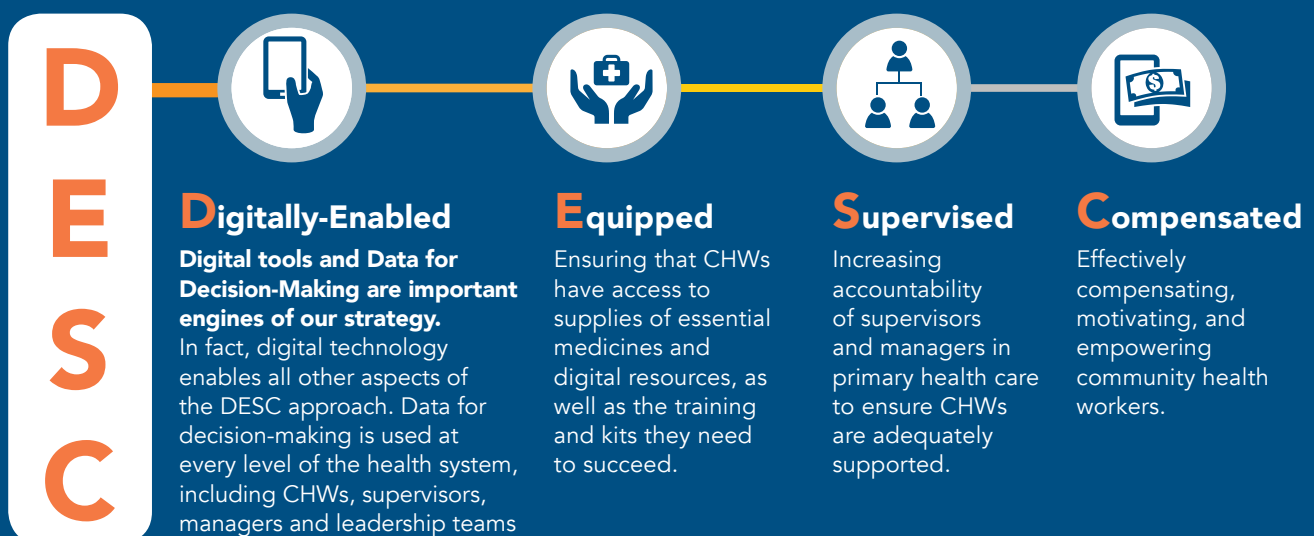 D
E
S
C
Digitally-Enabled
Digital tools and Data for
Decision-Making are important
engines of our strategy.
In fact, digital technology
enables all other aspects of
the DESC approach. Data for
decision-making is used at
every level of the health system,
including CHWs, supervisors,
managers and leadership teams
Equipped
Ensuring that CHWs
have access to
supplies of essential
medicines and
digital resources, as
well as the training
and kits they need
to succeed.
Supervised
Increasing
accountability
of supervisors
and managers in
primary health care
to ensure CHWs
are adequately
supported.
$
Compensated
Effectively
compensating,
motivating, and
empowering
community health
workers.